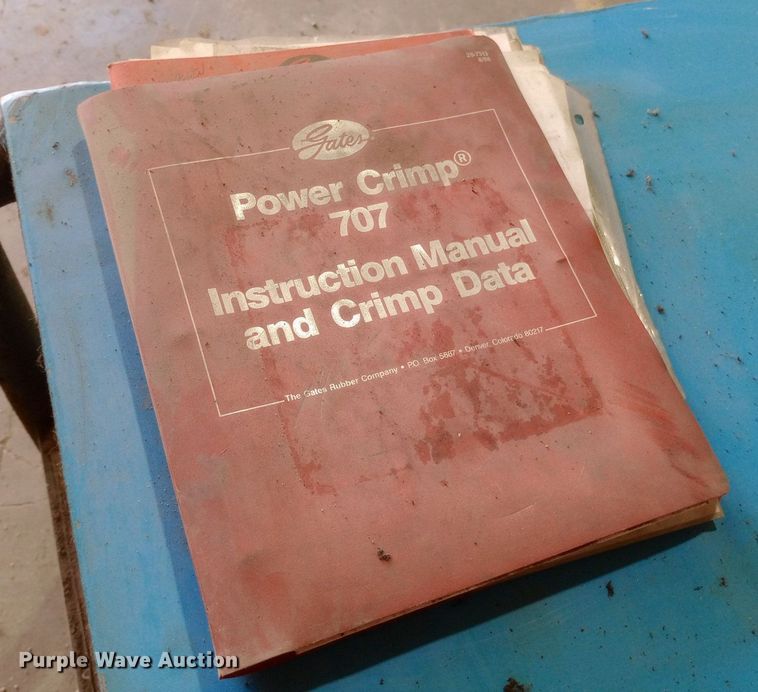 Gates
Power Crimp®
707
Instruction Manual
and Crimp Data
The Gates Rubber Company • P.O. Box 5887 • Denver, Colorado 80217
Purple Wave Auction